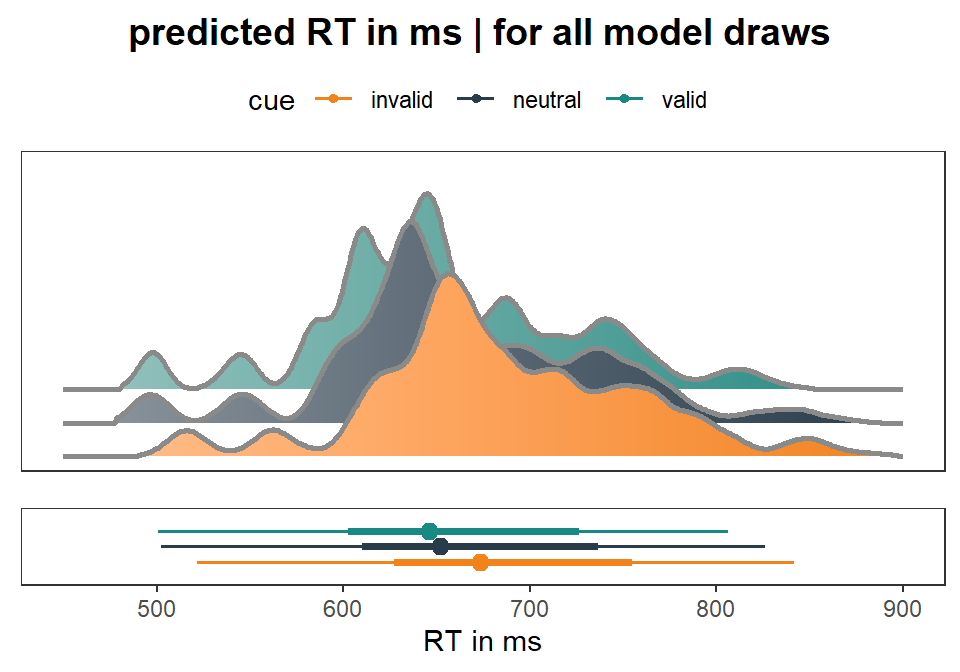 predicted RT in ms | for all model draws
cue invalid neutral valid
500 600 700 800 900
RT in ms